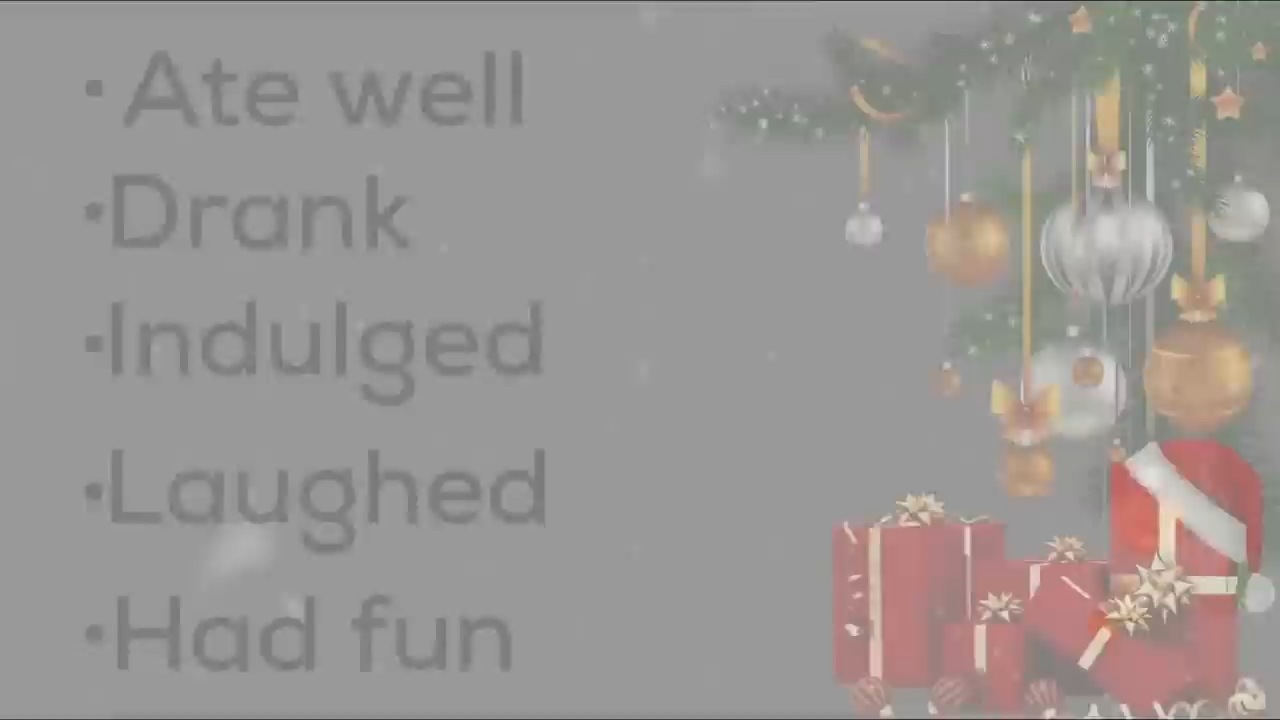 • Ate well
•Drank
•Indulged
•Laughed
•Had fun